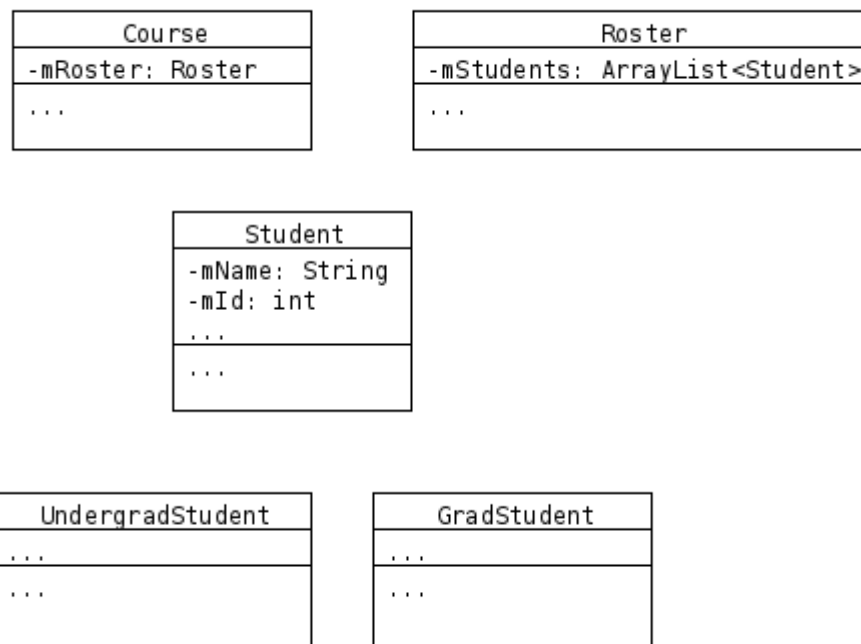 Course
-mRoster: Roster
...
Roster
-mStudents: ArrayList<Student>
...
Student
-mName: String
-mId: int
...
...
UndergradStudent
...
...
GradStudent
...
...